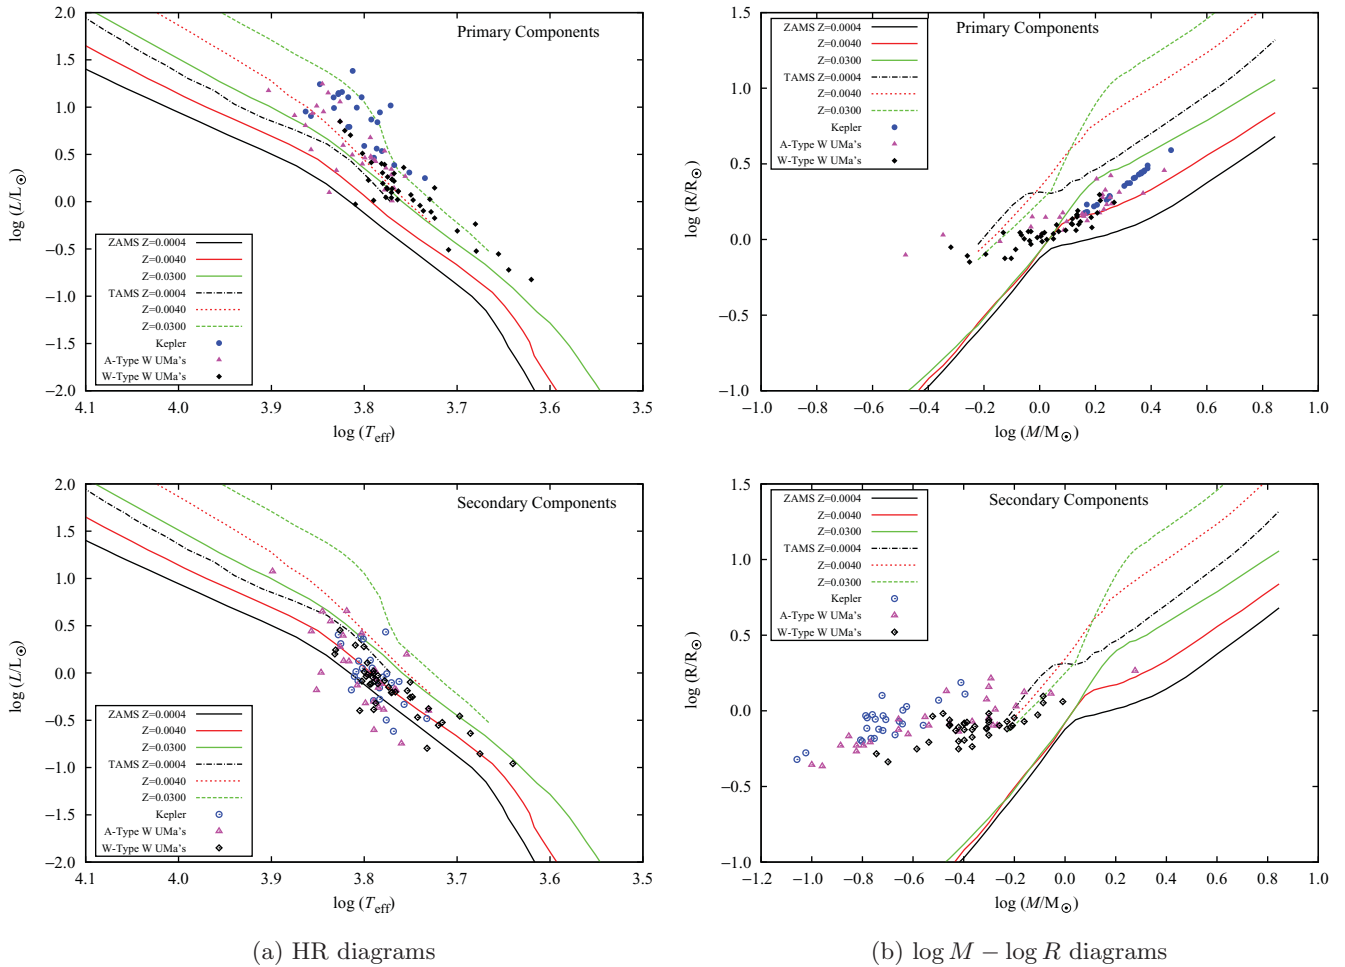 Primary Components
2.0
1.5
1.0
0.5
0.0
−0.5
−1.0
−1.5
−2.0
log (L/L⊙)
ZAMS Z=0.0004
Z=0.0040
Z=0.0300
TAMS Z=0.0004
Z=0.0040
Z=0.0300
Kepler
A-Type W UMa's
W-Type W UMa's
4.1 4.0 3.9 3.8 3.7 3.6 3.5
log (Teff)
Primary Components
1.5
1.0
0.5
0.0
−0.5
−1.0
log (R/R⊙)
ZAMS Z=0.0004
Z=0.0040
Z=0.0300
TAMS Z=0.0004
Z=0.0040
Z=0.0300
Kepler
A-Type W UMa's
W-Type W UMa's
−1.0 −0.8 −0.6 −0.4 −0.2 0.0 0.2 0.4 0.6 0.8 1.0
log (M/M⊙)
Secondary Components
2.0
1.5
1.0
0.5
0.0
−0.5
−1.0
−1.5
−2.0
log (L/L⊙)
ZAMS Z=0.0004
Z=0.0040
Z=0.0300
TAMS Z=0.0004
Z=0.0040
Z=0.0300
Kepler
A-Type W UMa's
W-Type W UMa's
4.1 4.0 3.9 3.8 3.7 3.6 3.5
log (Teff)
Secondary Components
1.5
1.0
0.5
0.0
−0.5
−1.0
log (R/R⊙)
ZAMS Z=0.0004
Z=0.0040
Z=0.0300
TAMS Z=0.0004
Z=0.0040
Z=0.0300
Kepler
A-Type W UMa's
W-Type W UMa's
−1.2 −1.0 −0.8 −0.6 −0.4 −0.2 0.0 0.2 0.4 0.6 0.8 1.0
log (M/M⊙)
(a) HR diagrams
(b) log M − log R diagrams